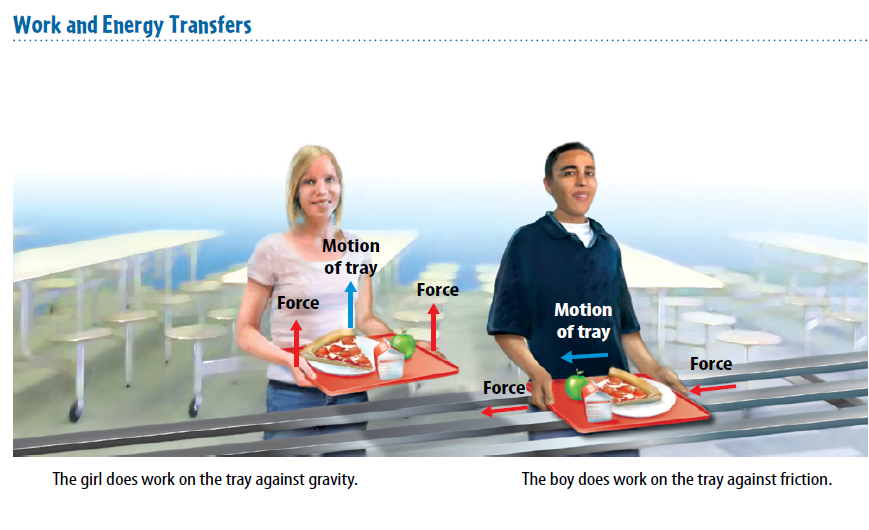 Work and Energy Transfers
Motion
of tray
Force
Force
Motion
of tray
Force
Force
The girl does work on the tray against gravity.
The boy does work on the tray against friction.